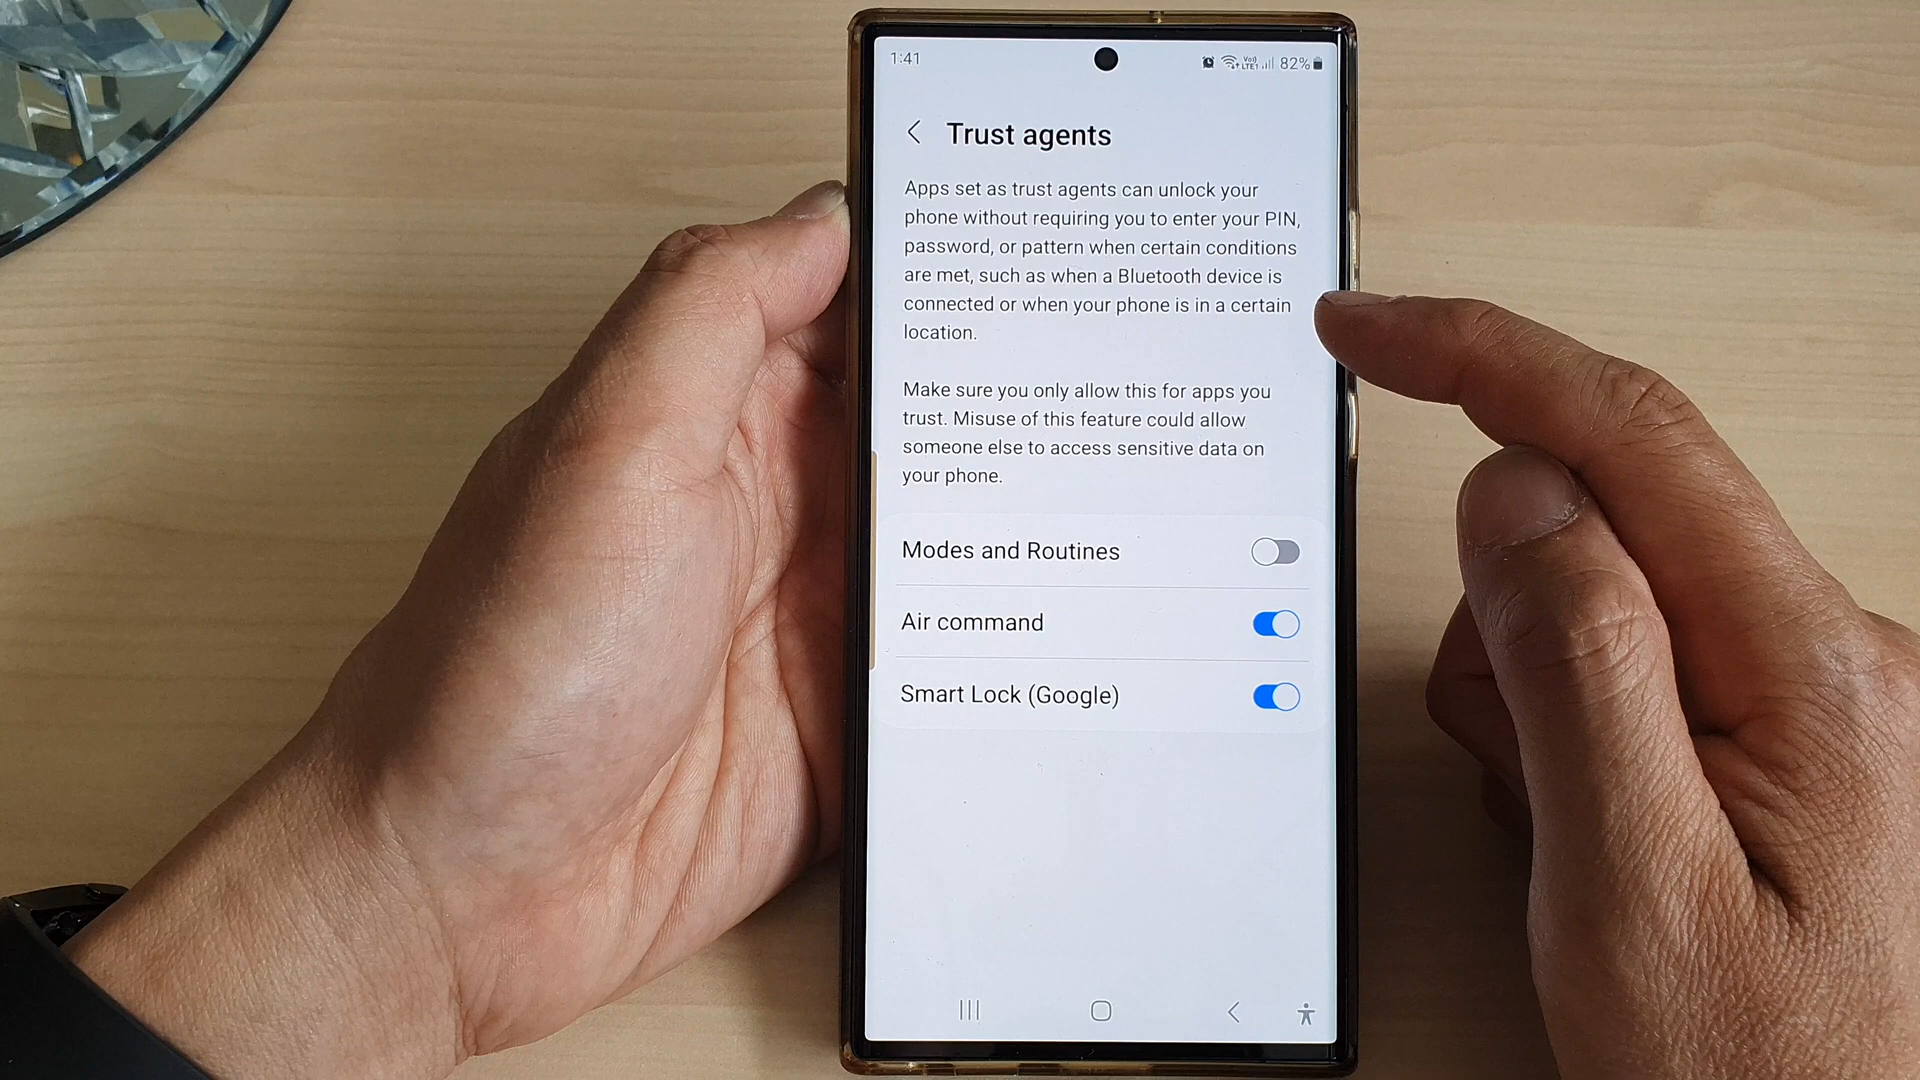 1:41
Vo) LTE1 82%
Trust agents
Apps set as trust agents can unlock your
phone without requiring you to enter your PIN,
password, or pattern when certain conditions
are met, such as when a Bluetooth device is
connected or when your phone is in a certain
location.
Make sure you only allow this for apps you
trust. Misuse of this feature could allow
someone else to access sensitive data on
your phone.
Modes and Routines
Air command
Smart Lock (Google)